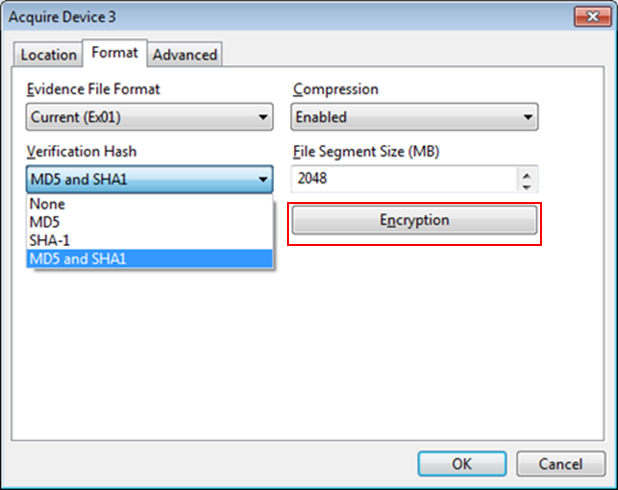 Acquire Device 3
Location Format Advanced
Evidence File Format Compression
Current (Ex01) Enabled
Verification Hash File Segment Size (MB)
MD5 and SHA1 2048
None
MD5
SHA-1
MD5 and SHA1
Encryption
OK Cancel